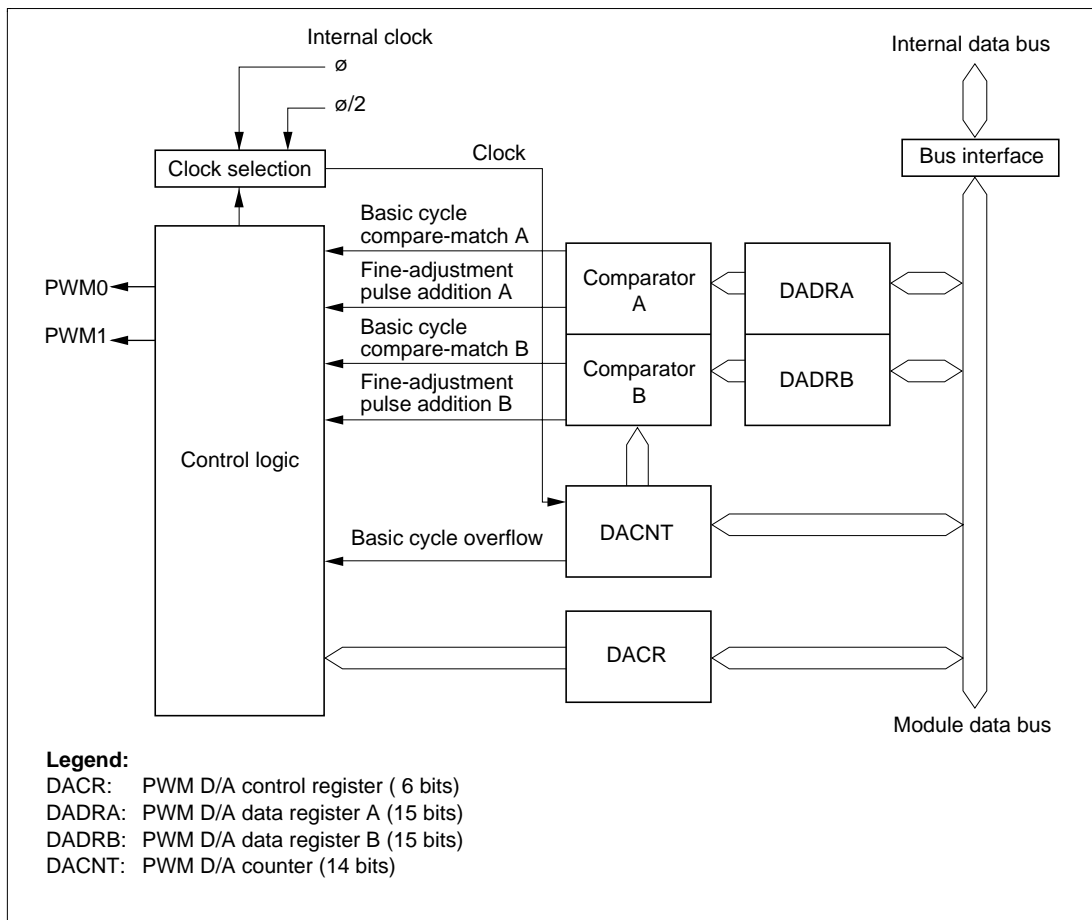 Internal clock
ø
ø/2
Internal data bus
Clock selection
Clock
Bus interface
Basic cycle
compare-match A
Fine-adjustment
pulse addition A
Basic cycle
compare-match B
Fine-adjustment
pulse addition B
Comparator
A
DADRA
Comparator
B
DADRB
PWM0
PWM1
Control logic
Basic cycle overflow
DACNT
DACR
Module data bus
Legend:
DACR: PWM D/A control register ( 6 bits)
DADRA: PWM D/A data register A (15 bits)
DADRB: PWM D/A data register B (15 bits)
DACNT: PWM D/A counter (14 bits)